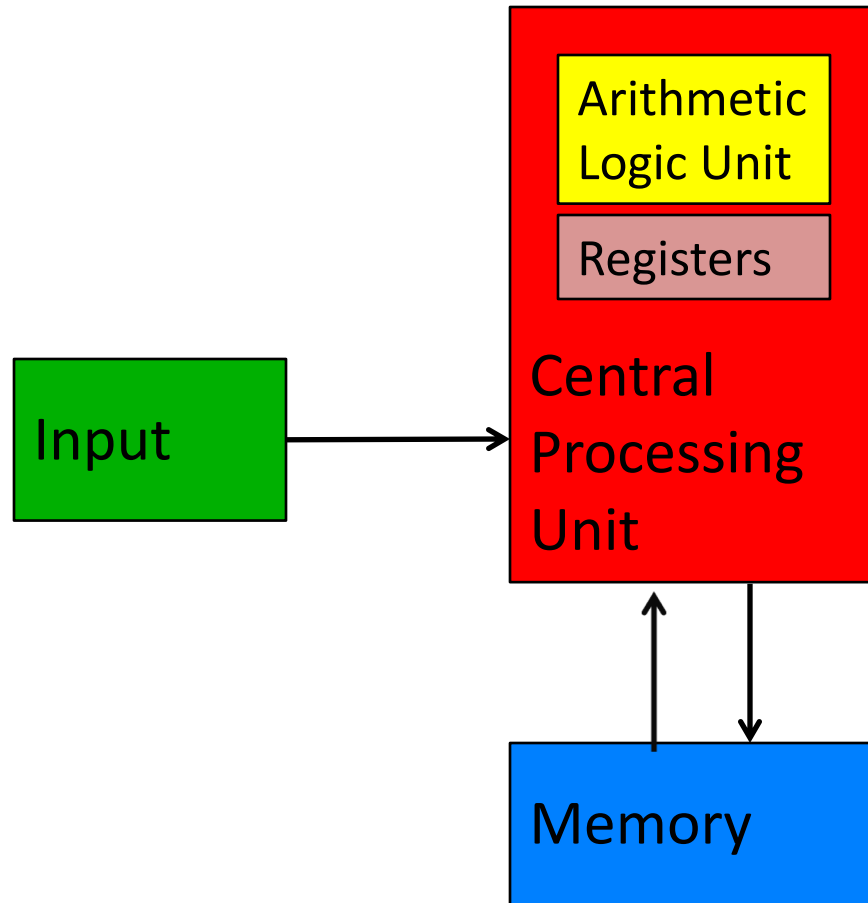 Arithmetic
Logic Unit
Registers
Central
Processing
Unit
Input
Memory